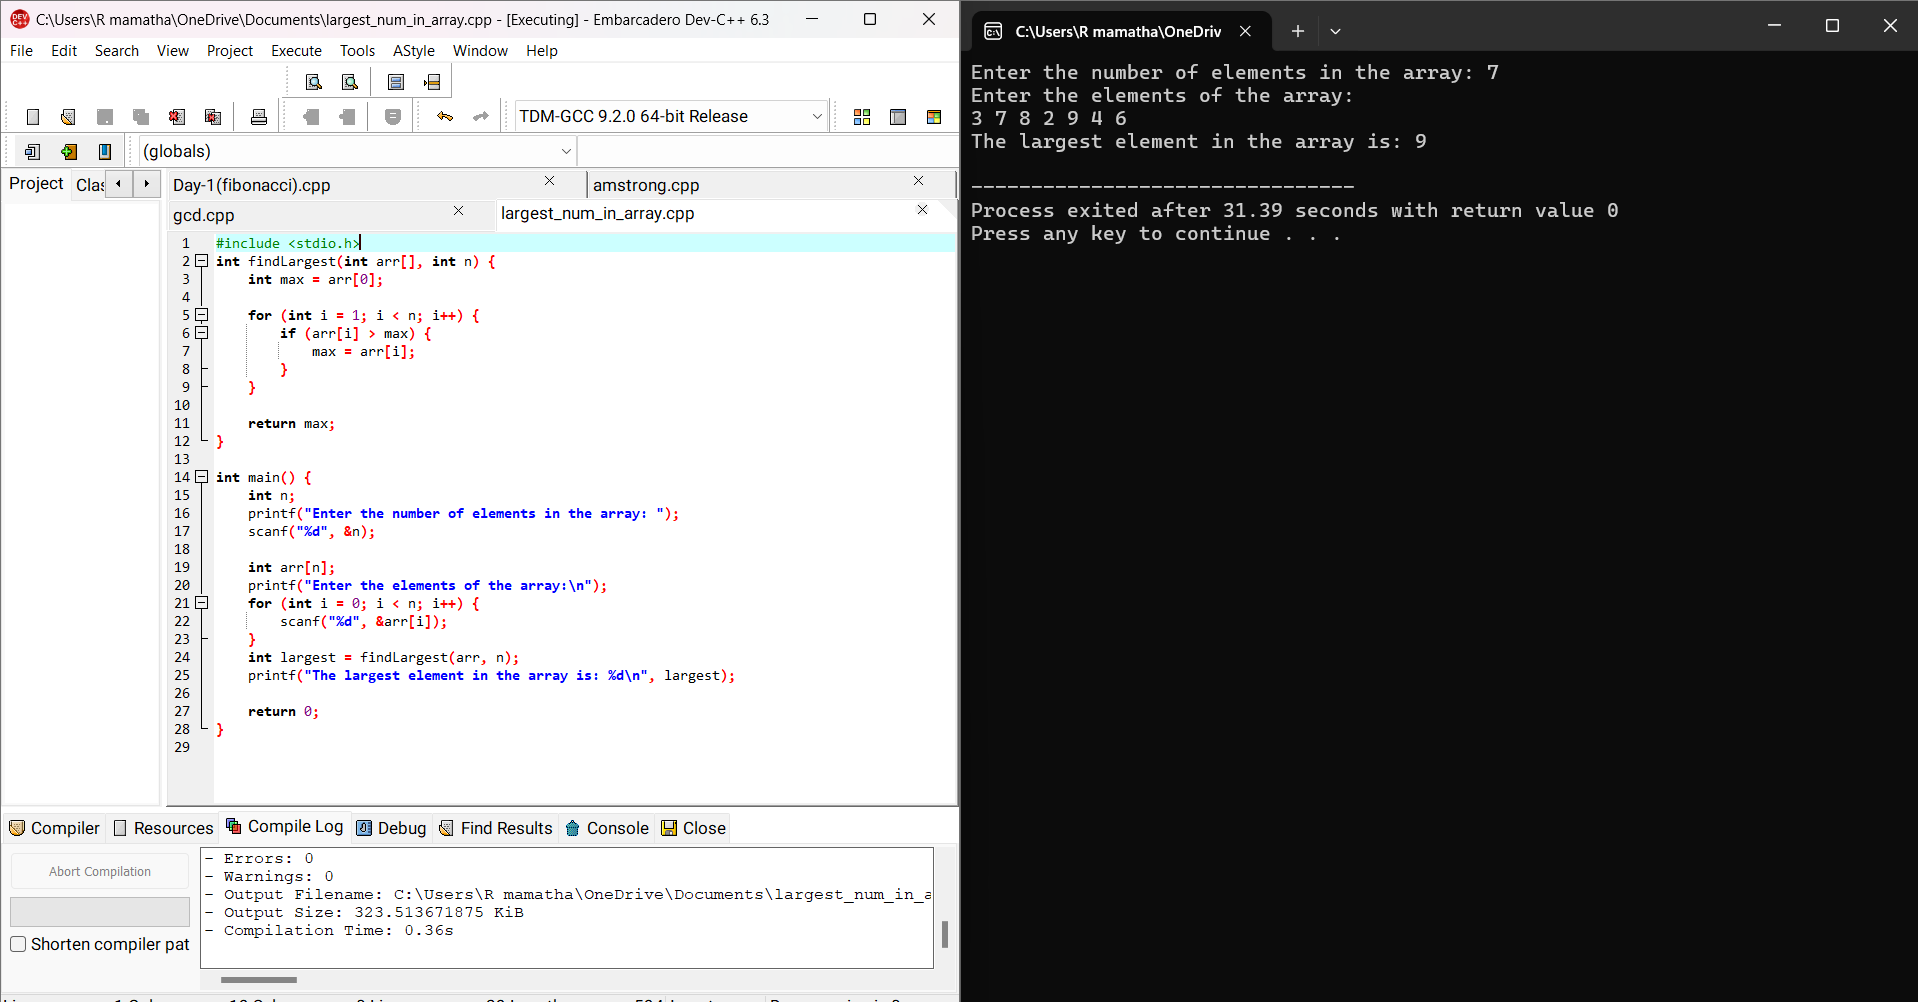 C:\Users\R mamatha\OneDrive\Documents\largest_num_in_array.cpp - [Executing] - Embarcadero Dev-C++ 6.3
File Edit Search View Project Execute Tools AStyle Window Help
TDM-GCC 9.2.0 64-bit Release
(globals)
Project Clas
Day-1(fibonacci).cpp amstrong.cpp
gcd.cpp largest_num_in_array.cpp
1 #include <stdio.h>
2 int findLargest(int arr[], int n) {
3 int max = arr[0];
4
5 for (int i = 1; i < n; i++) {
6 if (arr[i] > max) {
7 max = arr[i];
8 }
9 }
10
11 return max;
12 }
13
14 int main() {
15 int n;
16 printf("Enter the number of elements in the array: ");
17 scanf("%d", &n);
18
19 int arr[n];
20 printf("Enter the elements of the array:\n");
21 for (int i = 0; i < n; i++) {
22 scanf("%d", &arr[i]);
23 }
24 int largest = findLargest(arr, n);
25 printf("The largest element in the array is: %d\n", largest);
26
27 return 0;
28 }
29
Compiler Resources Compile Log Debug Find Results Console Close
Abort Compilation
Shorten compiler pat
- Errors: 0
- Warnings: 0
- Output Filename: C:\Users\R mamatha\OneDrive\Documents\largest_num_in_a
- Output Size: 323.513671875 KiB
- Compilation Time: 0.36s
C:\Users\R mamatha\OneDriv
Enter the number of elements in the array: 7
Enter the elements of the array:
3 7 8 2 9 4 6
The largest element in the array is: 9
--------------------------------
Process exited after 31.39 seconds with return value 0
Press any key to continue . . .